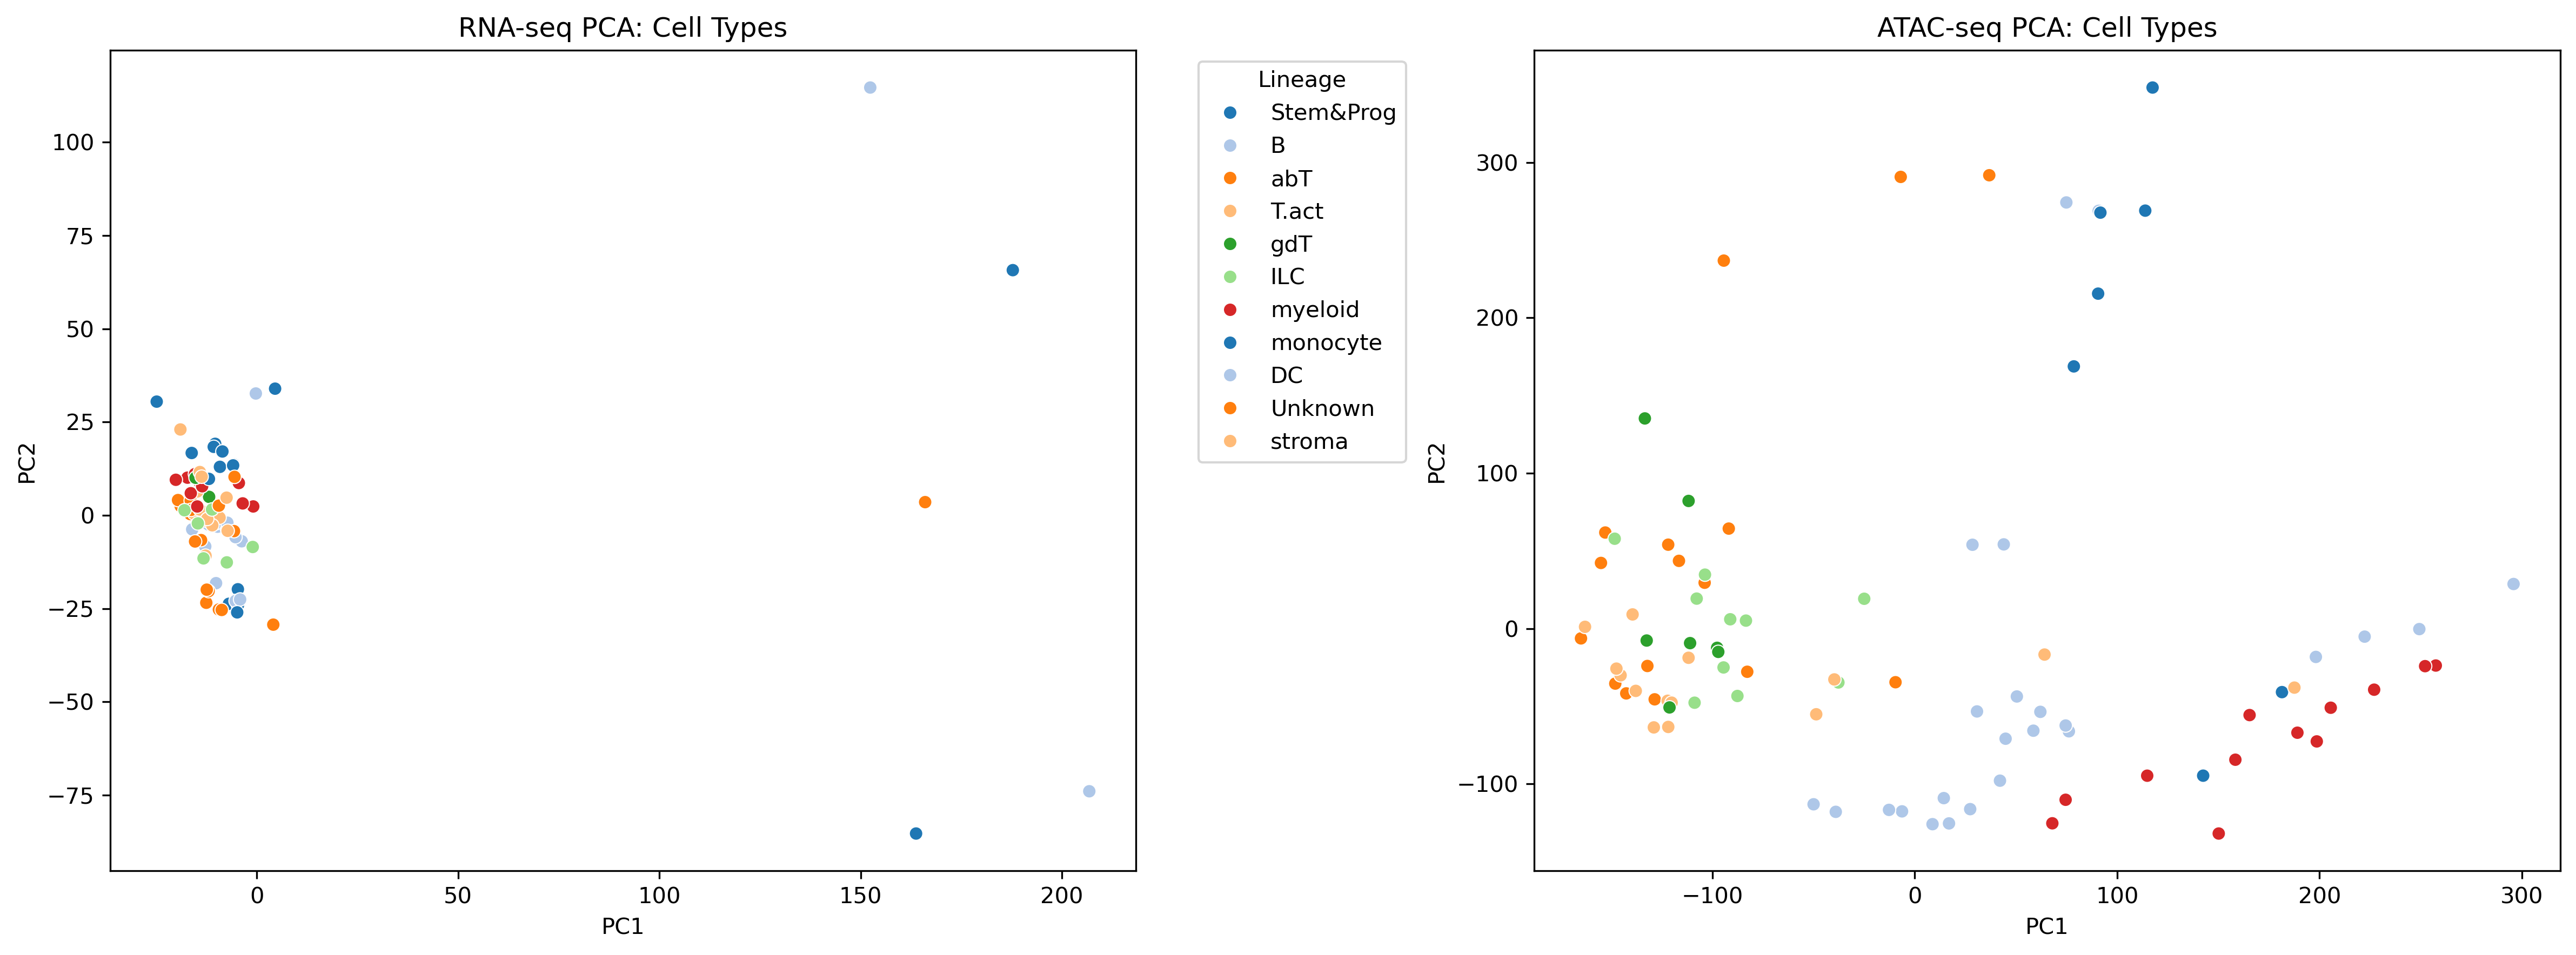 RNA-seq PCA: Cell Types
PC2
100
75
50
25
0
−25
−50
−75
0
50
100
150
200
PC1
Lineage
Stem&Prog
B
abT
T.act
gdT
ILC
myeloid
monocyte
DC
Unknown
stroma
ATAC-seq PCA: Cell Types
PC2
300
200
100
0
−100
−100
0
100
200
300
PC1